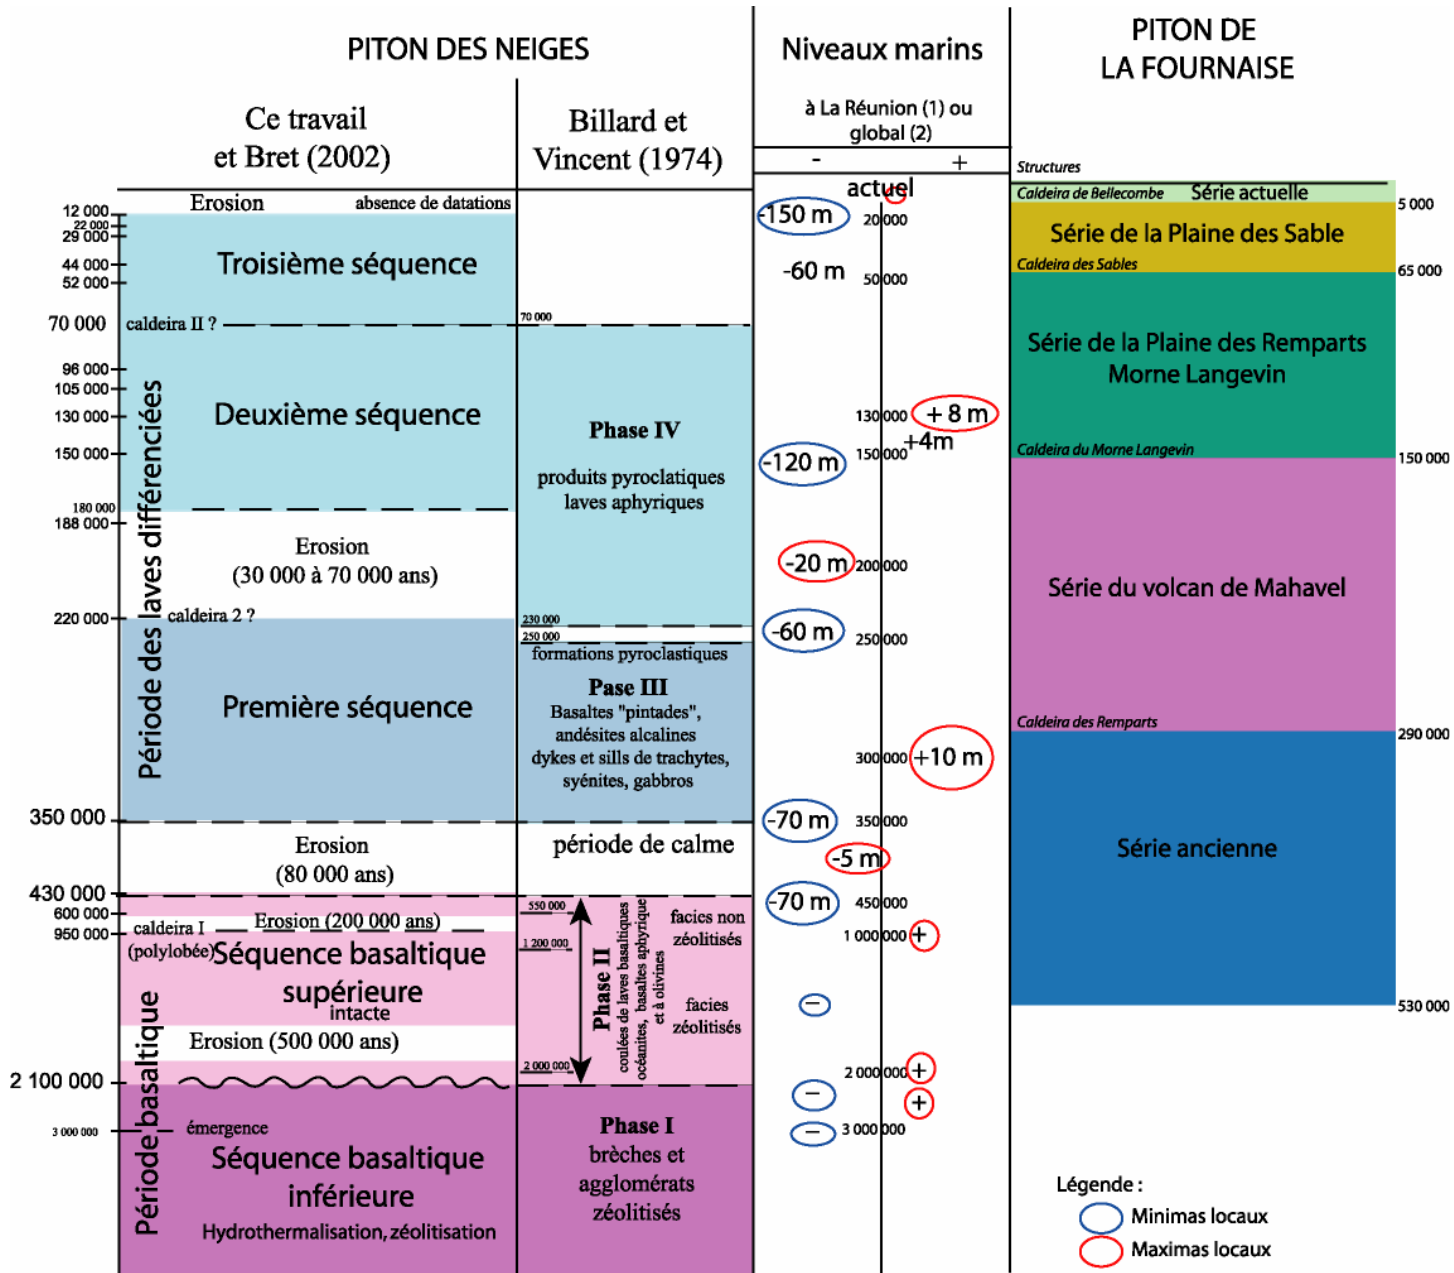 PITON DES NEIGES
Ce travail
et Bret (2002)
Billard et
Vincent (1974)
Niveaux marins
à La Réunion (1) ou
global (2)
- +
actuel
PITON DE
LA FOURNAISE
Structures
Erosion absence de datations
12 000
22 000
29 000
44 000
52 000
70 000
96 000
105 000
130 000
150 000
180 000
188 000
220 000
350 000
430 000
600 000
950 000
2 100 000
3 000 000
Période des laves différenciées
Période basaltique
Troisième séquence
caldeira II ?
Deuxième séquence
Erosion
(30 000 à 70 000 ans)
caldeira 2 ?
Première séquence
Erosion
(80 000 ans)
Erosion (200 000 ans)
caldeira I
(polylobée)
Séquence basaltique
supérieure
intacte
Erosion (500 000 ans)
émergence
Séquence basaltique
inférieure
Hydrothermalisation, zéolitisation
70 000
Phase IV
produits pyroclatiques
laves aphyriques
230 000
250 000
formations pyroclastiques
Pase III
Basaltes "pintades",
andésites alcalines
dykes et sills de trachytes,
syénites, gabbros
période de calme
550 000
1 200 000
2 000 000
Phase II
coulées de laves basaltiques
océanites, basaltes aphyrique
et à olivines
facies non
zéolitisés
facies
zéolitisés
Phase I
brèches et
agglomérats
zéolitisés
-150 m
20 000
-60 m
50 000
130 000
+ 8 m
+4m
150 000
-120 m
-20 m
200 000
-60 m
250 000
300 000
+10 m
-70 m
350 000
-5 m
-70 m
450 000
1 000 000
+
–
2 000 000
+
–
+
3 000 000
–
Caldeira de Bellecombe
Série actuelle
5 000
Série de la Plaine des Sable
Caldeira des Sables
65 000
Série de la Plaine des Remparts
Morne Langevin
Caldeira du Morne Langevin
150 000
Série du volcan de Mahavel
Caldeira des Remparts
290 000
Série ancienne
530 000
Légende :
Minimas locaux
Maximas locaux